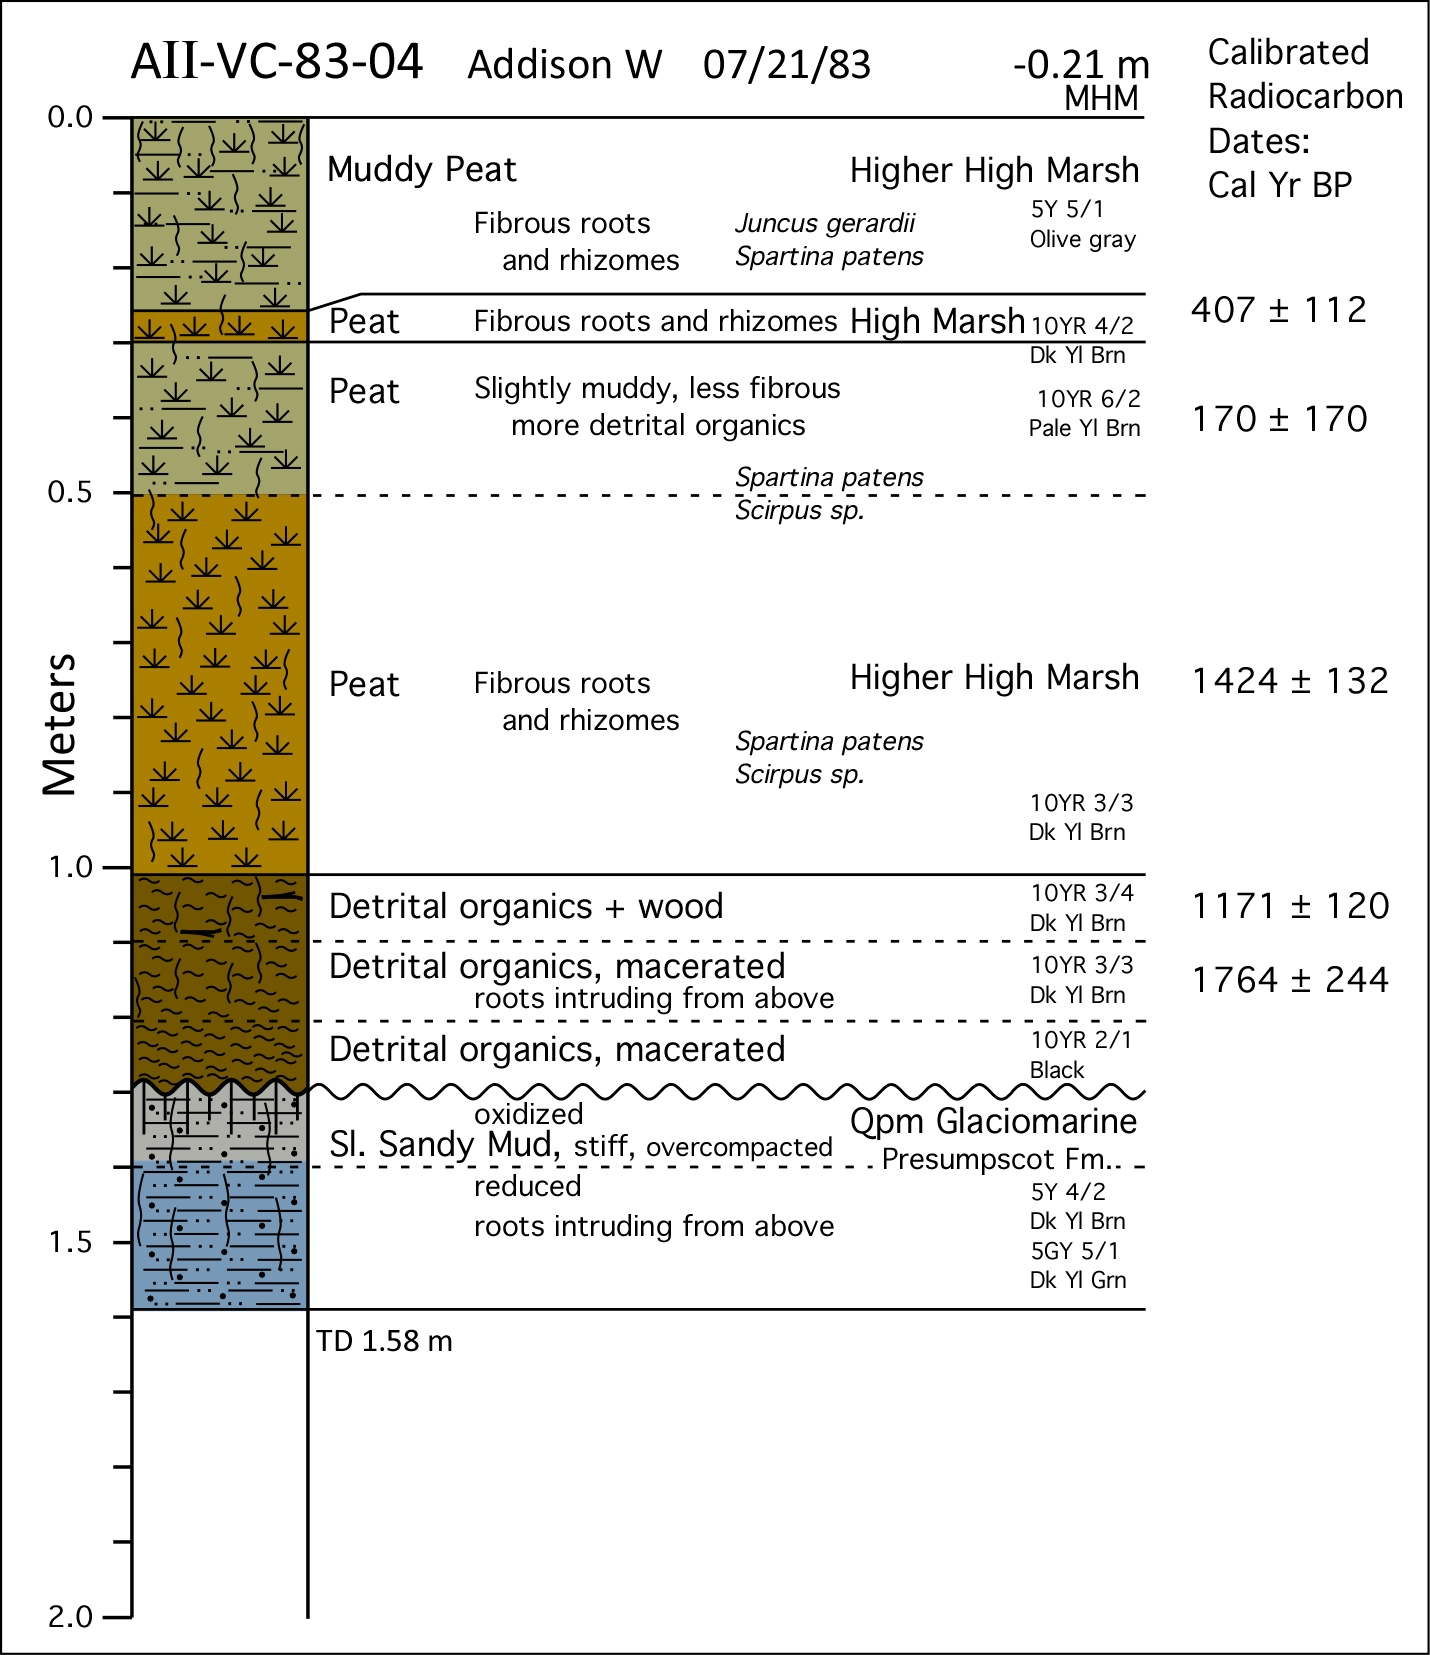 AII-VC-83-04 Addison W 07/21/83 -0.21 m
MHM
Calibrated
Radiocarbon
Dates:
Cal Yr BP
0.0
Muddy Peat Higher High Marsh
Fibrous roots
and rhizomes
Juncus gerardii
Spartina patens
5Y 5/1
Olive gray
Peat Fibrous roots and rhizomes High Marsh 10YR 4/2
Dk Yl Brn
407 ± 112
Peat Slightly muddy, less fibrous
more detrital organics
10YR 6/2
Pale Yl Brn
170 ± 170
Spartina patens
0.5
Scirpus sp.
Meters
Peat Fibrous roots
and rhizomes
Higher High Marsh
1424 ± 132
Spartina patens
Scirpus sp.
10YR 3/3
Dk Yl Brn
1.0
Detrital organics + wood
10YR 3/4
Dk Yl Brn
1171 ± 120
Detrital organics, macerated
roots intruding from above
10YR 3/3
Dk Yl Brn
1764 ± 244
Detrital organics, macerated
10YR 2/1
Black
oxidized
Sl. Sandy Mud, stiff, overcompacted
Qpm Glaciomarine
Presumpscot Fm.
reduced
roots intruding from above
5Y 4/2
Dk Yl Brn
5GY 5/1
Dk Yl Grn
1.5
TD 1.58 m
2.0